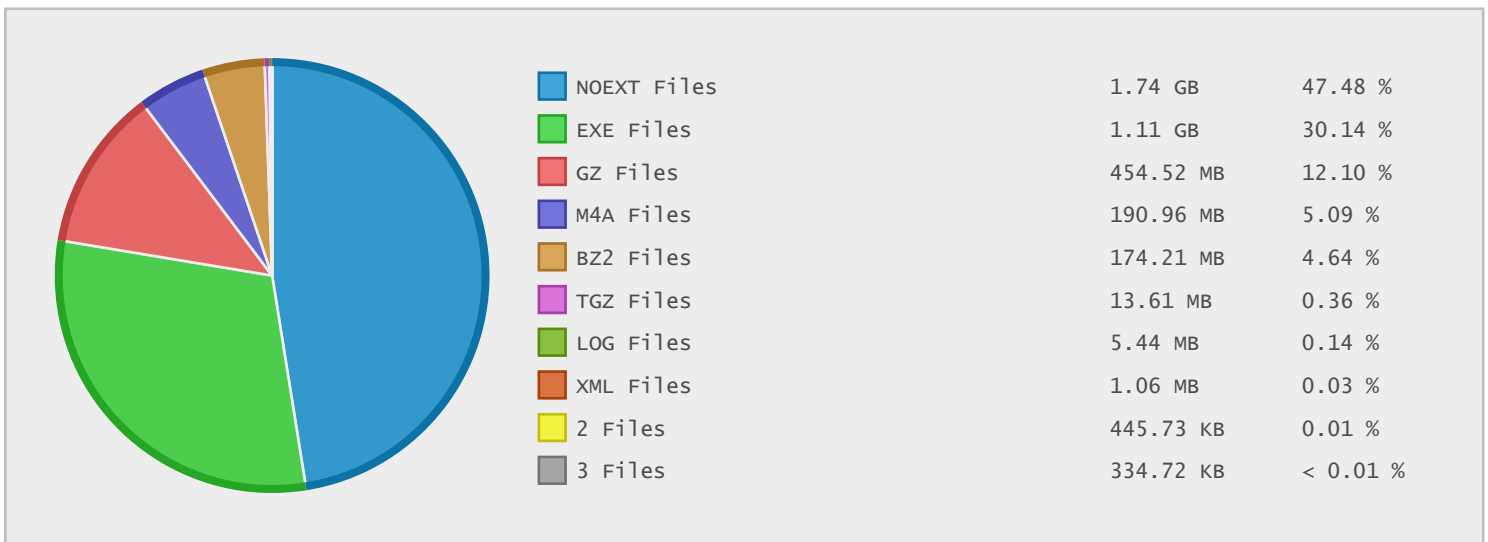 NOEXT Files 1.74 GB 47.48 %
EXE Files 1.11 GB 30.14 %
GZ Files 454.52 MB 12.10 %
M4A Files 190.96 MB 5.09 %
BZ2 Files 174.21 MB 4.64 %
TGZ Files 13.61 MB 0.36 %
LOG Files 5.44 MB 0.14 %
XML Files 1.06 MB 0.03 %
2 Files 445.73 KB 0.01 %
3 Files 334.72 KB < 0.01 %